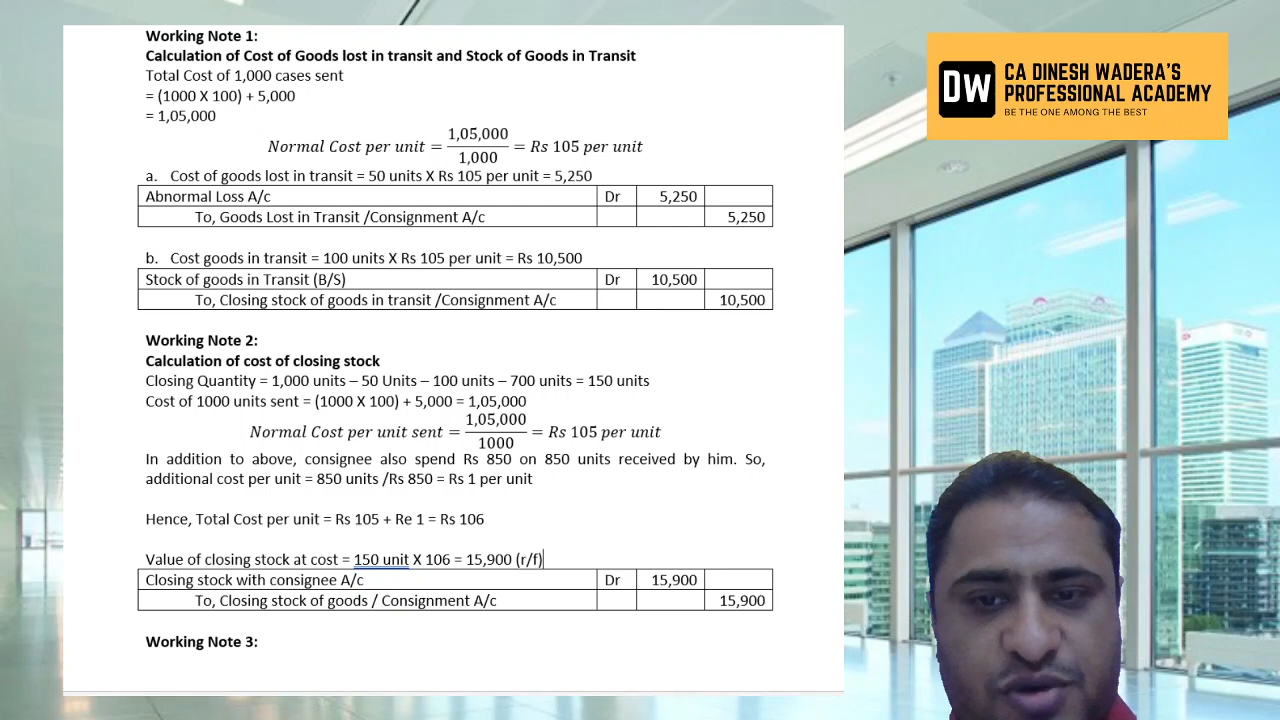 Working Note 1:
Calculation of Cost of Goods lost in transit and Stock of Goods in Transit
Total Cost of 1,000 cases sent
= (1000 X 100) + 5,000
= 1,05,000
Normal Cost per unit = 1,05,000 / 1,000 = Rs 105 per unit
a. Cost of goods lost in transit = 50 units X Rs 105 per unit = 5,250
Abnormal Loss A/c Dr 5,250
To, Goods Lost in Transit /Consignment A/c 5,250
b. Cost goods in transit = 100 units X Rs 105 per unit = Rs 10,500
Stock of goods in Transit (B/S) Dr 10,500
To, Closing stock of goods in transit /Consignment A/c 10,500
Working Note 2:
Calculation of cost of closing stock
Closing Quantity = 1,000 units – 50 Units – 100 units – 700 units = 150 units
Cost of 1000 units sent = (1000 X 100) + 5,000 = 1,05,000
Normal Cost per unit sent = 1,05,000 / 1000 = Rs 105 per unit
In addition to above, consignee also spend Rs 850 on 850 units received by him. So,
additional cost per unit = 850 units /Rs 850 = Rs 1 per unit
Hence, Total Cost per unit = Rs 105 + Re 1 = Rs 106
Value of closing stock at cost = 150 unit X 106 = 15,900 (r/f)
Closing stock with consignee A/c Dr 15,900
To, Closing stock of goods / Consignment A/c 15,900
Working Note 3:
DW
CA DINESH WADERA'S
PROFESSIONAL ACADEMY
BE THE ONE AMONG THE BEST